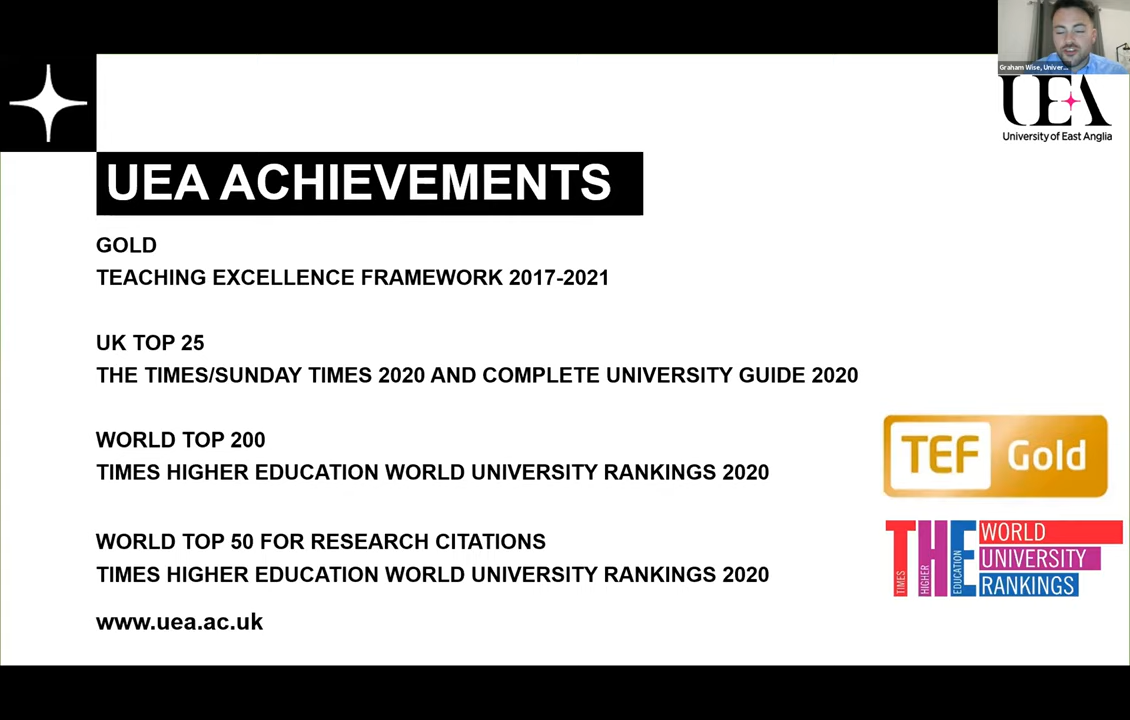 Graham Wise, Univer...
UEA
University of East Anglia
UEA ACHIEVEMENTS
GOLD
TEACHING EXCELLENCE FRAMEWORK 2017-2021
UK TOP 25
THE TIMES/SUNDAY TIMES 2020 AND COMPLETE UNIVERSITY GUIDE 2020
WORLD TOP 200
TIMES HIGHER EDUCATION WORLD UNIVERSITY RANKINGS 2020
TEF Gold
WORLD TOP 50 FOR RESEARCH CITATIONS
TIMES HIGHER EDUCATION WORLD UNIVERSITY RANKINGS 2020
THE
TIMES
HIGHER
EDUCATION
WORLD
UNIVERSITY
RANKINGS
www.uea.ac.uk